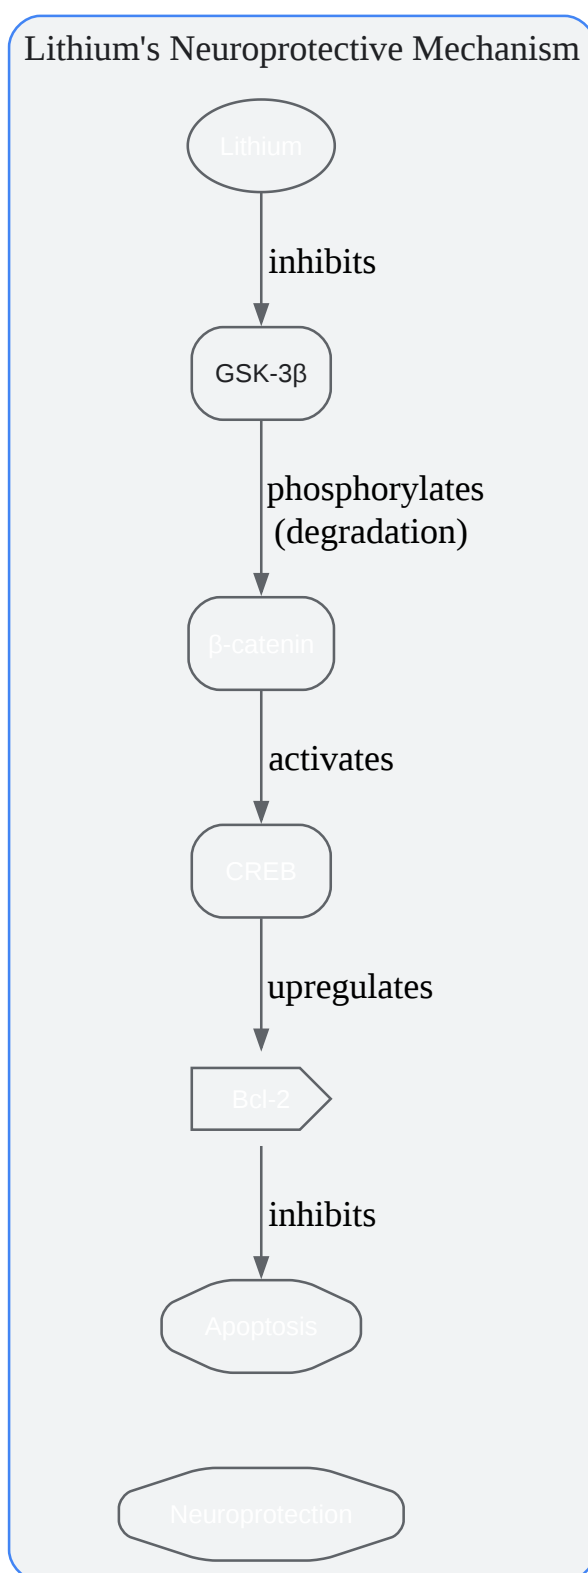 Lithium's Neuroprotective Mechanism
Lithium
inhibits
GSK-3β
phosphorylates
(degradation)
β-catenin
activates
CREB
upregulates
Bcl-2
inhibits
Apoptosis
Neuroprotection